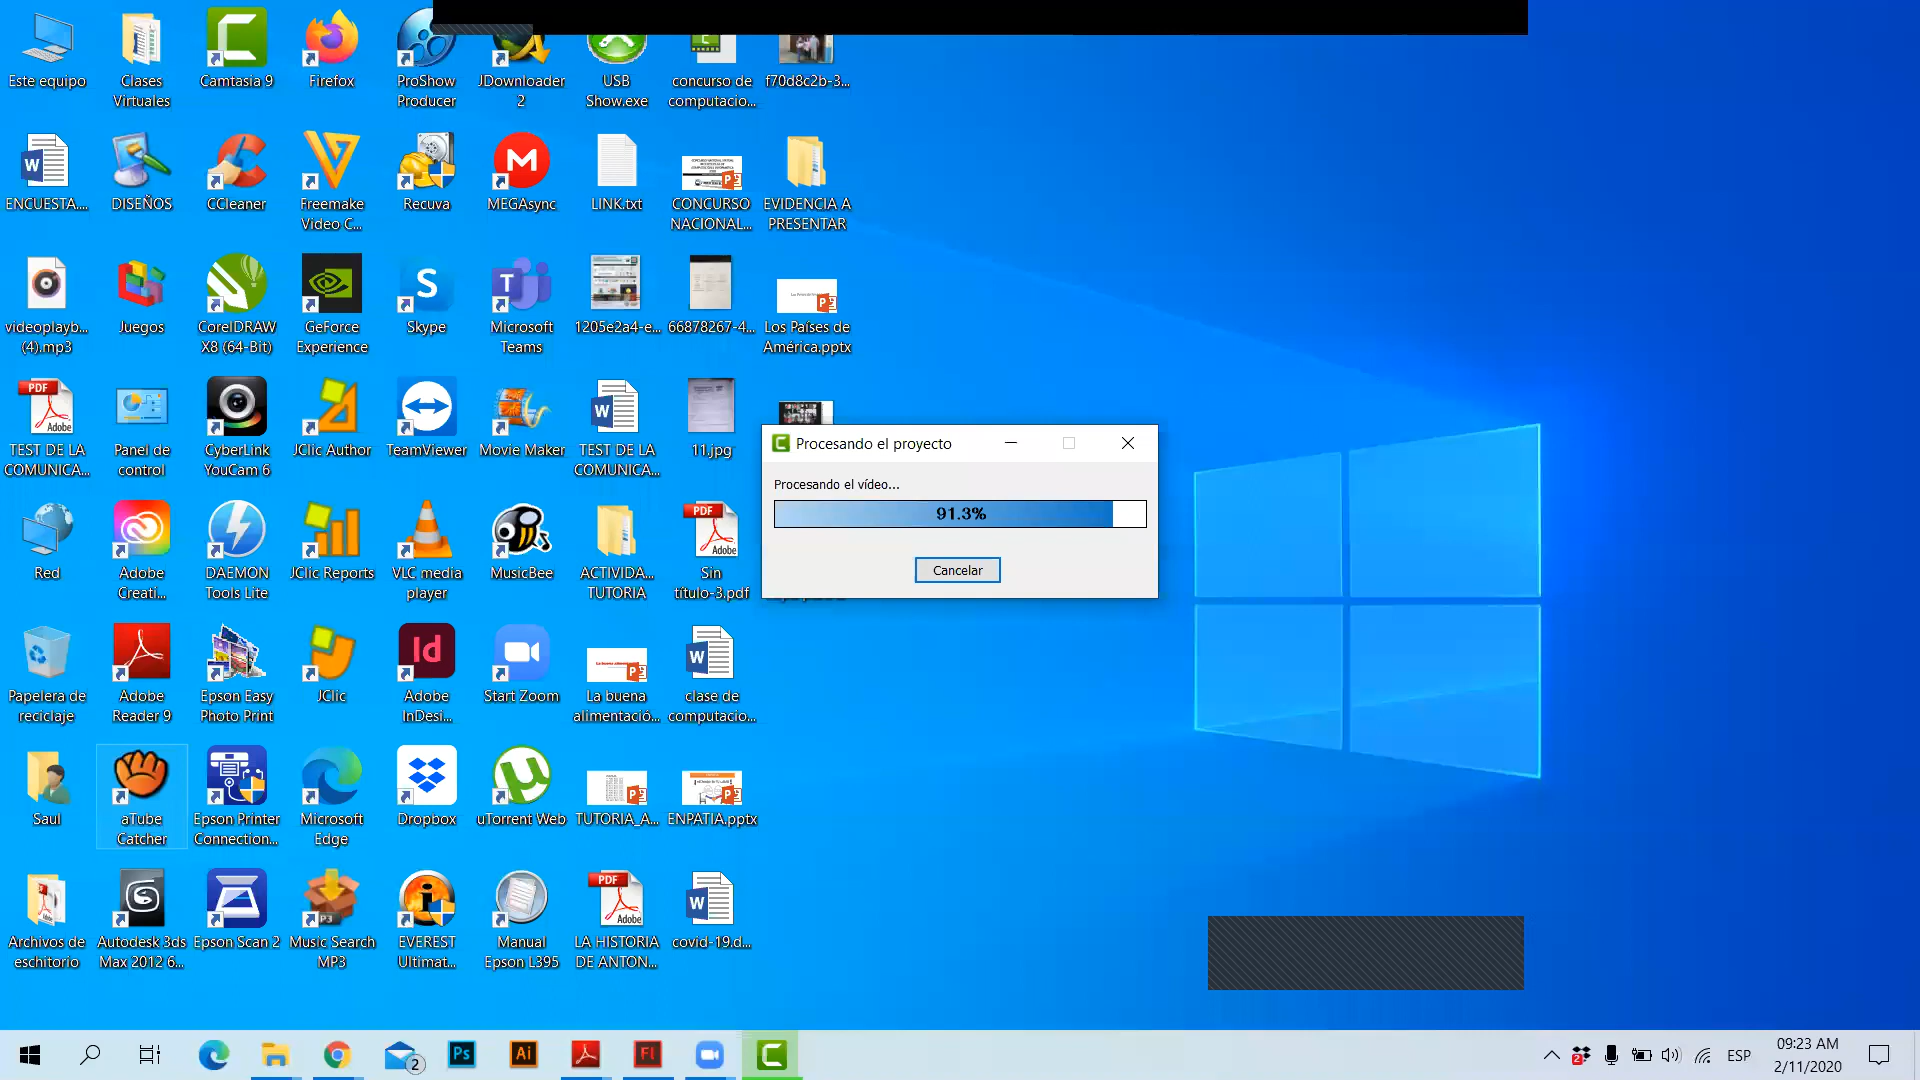 Este equipo
Clases
Virtuales
Camtasia 9
Firefox
ProShow
Producer
JDownloader
2
USB
Show.exe
concurso de
computacio...
f70d8c2b-3...
ENCUESTA....
DISEÑOS
CCleaner
Freemake
Video C...
Recuva
MEGAsync
LINK.txt
CONCURSO
NACIONAL...
EVIDENCIA A
PRESENTAR
videoplayb...
(4).mp3
Juegos
CorelDRAW
X8 (64-Bit)
GeForce
Experience
Skype
Microsoft
Teams
1205e2a4-e...
66878267-4...
Los Países de
América.pptx
TEST DE LA
COMUNICA...
Panel de
control
CyberLink
YouCam 6
JClic Author
TeamViewer
Movie Maker
TEST DE LA
COMUNICA...
11.jpg
Procesando el proyecto
Procesando el vídeo...
91.3%
Cancelar
Red
Adobe
Creati...
DAEMON
Tools Lite
JClic Reports
VLC media
player
MusicBee
ACTIVIDA...
TUTORIA
Sin
título-3.pdf
Papelera de
reciclaje
Adobe
Reader 9
Epson Easy
Photo Print
JClic
Adobe
InDesi...
Start Zoom
La buena
alimentació...
clase de
computacio...
Saul
aTube
Catcher
Epson Printer
Connection...
Microsoft
Edge
Dropbox
uTorrent Web
TUTORIA_A...
ENPATIA.pptx
Archivos de
eschitorio
Autodesk 3ds
Max 2012 6...
Epson Scan 2
Music Search
MP3
EVEREST
Ultimat...
Manual
Epson L395
LA HISTORIA
DE ANTON...
covid-19.d...
ESP
09:23 AM
2/11/2020